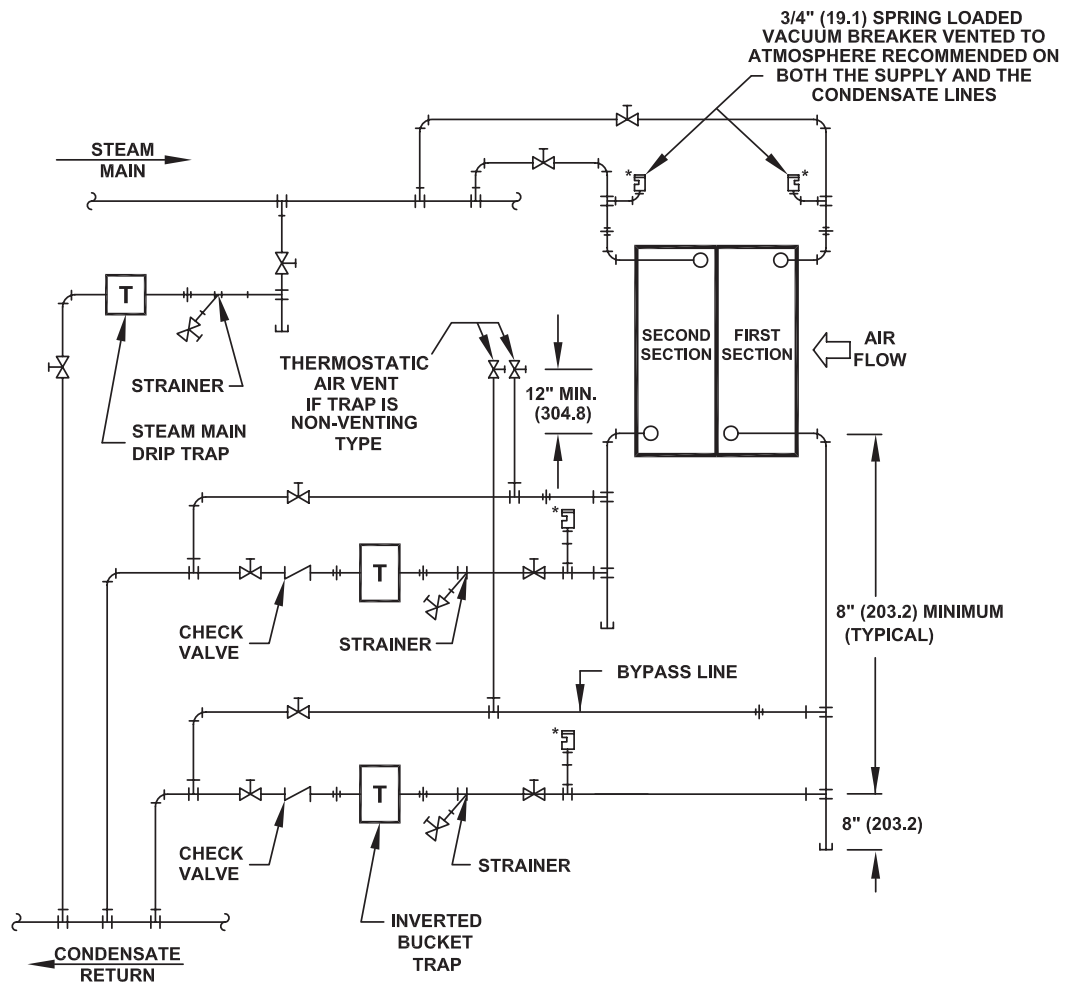 3/4" (19.1) SPRING LOADED
VACUUM BREAKER VENTED TO
ATMOSPHERE RECOMMENDED ON
BOTH THE SUPPLY AND THE
CONDENSATE LINES
STEAM
MAIN
*
*
T
STRAINER
STEAM MAIN
DRIP TRAP
THERMOSTATIC
AIR VENT
IF TRAP IS
NON-VENTING
TYPE
12" MIN.
(304.8)
SECOND
SECTION
FIRST
SECTION
AIR
FLOW
*
T
CHECK
VALVE
STRAINER
8" (203.2) MINIMUM
(TYPICAL)
BYPASS LINE
*
T
8" (203.2)
CHECK
VALVE
STRAINER
INVERTED
BUCKET
TRAP
CONDENSATE
RETURN